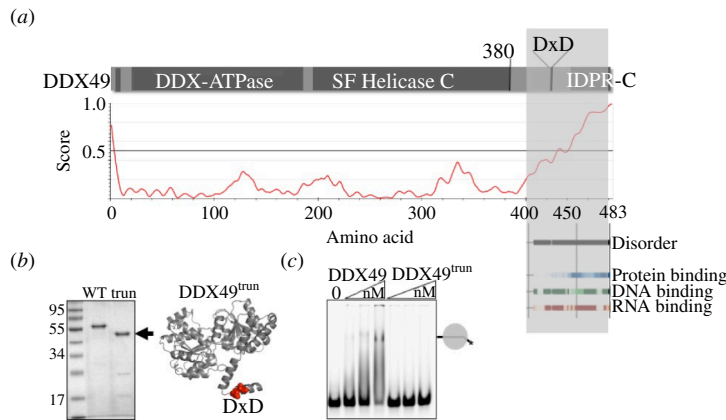 (a)
380 DxD
DDX49 DDX-ATPase SF Helicase C IDPR-C
1.0
0.5
Score
0 100 200 300 400 450 483
Amino acid
Disorder
Protein binding
DNA binding
RNA binding
(b)
WT trun
95
55
34
17
DDX49trun
DxD
(c)
DDX49 DDX49trun
0 nM nM